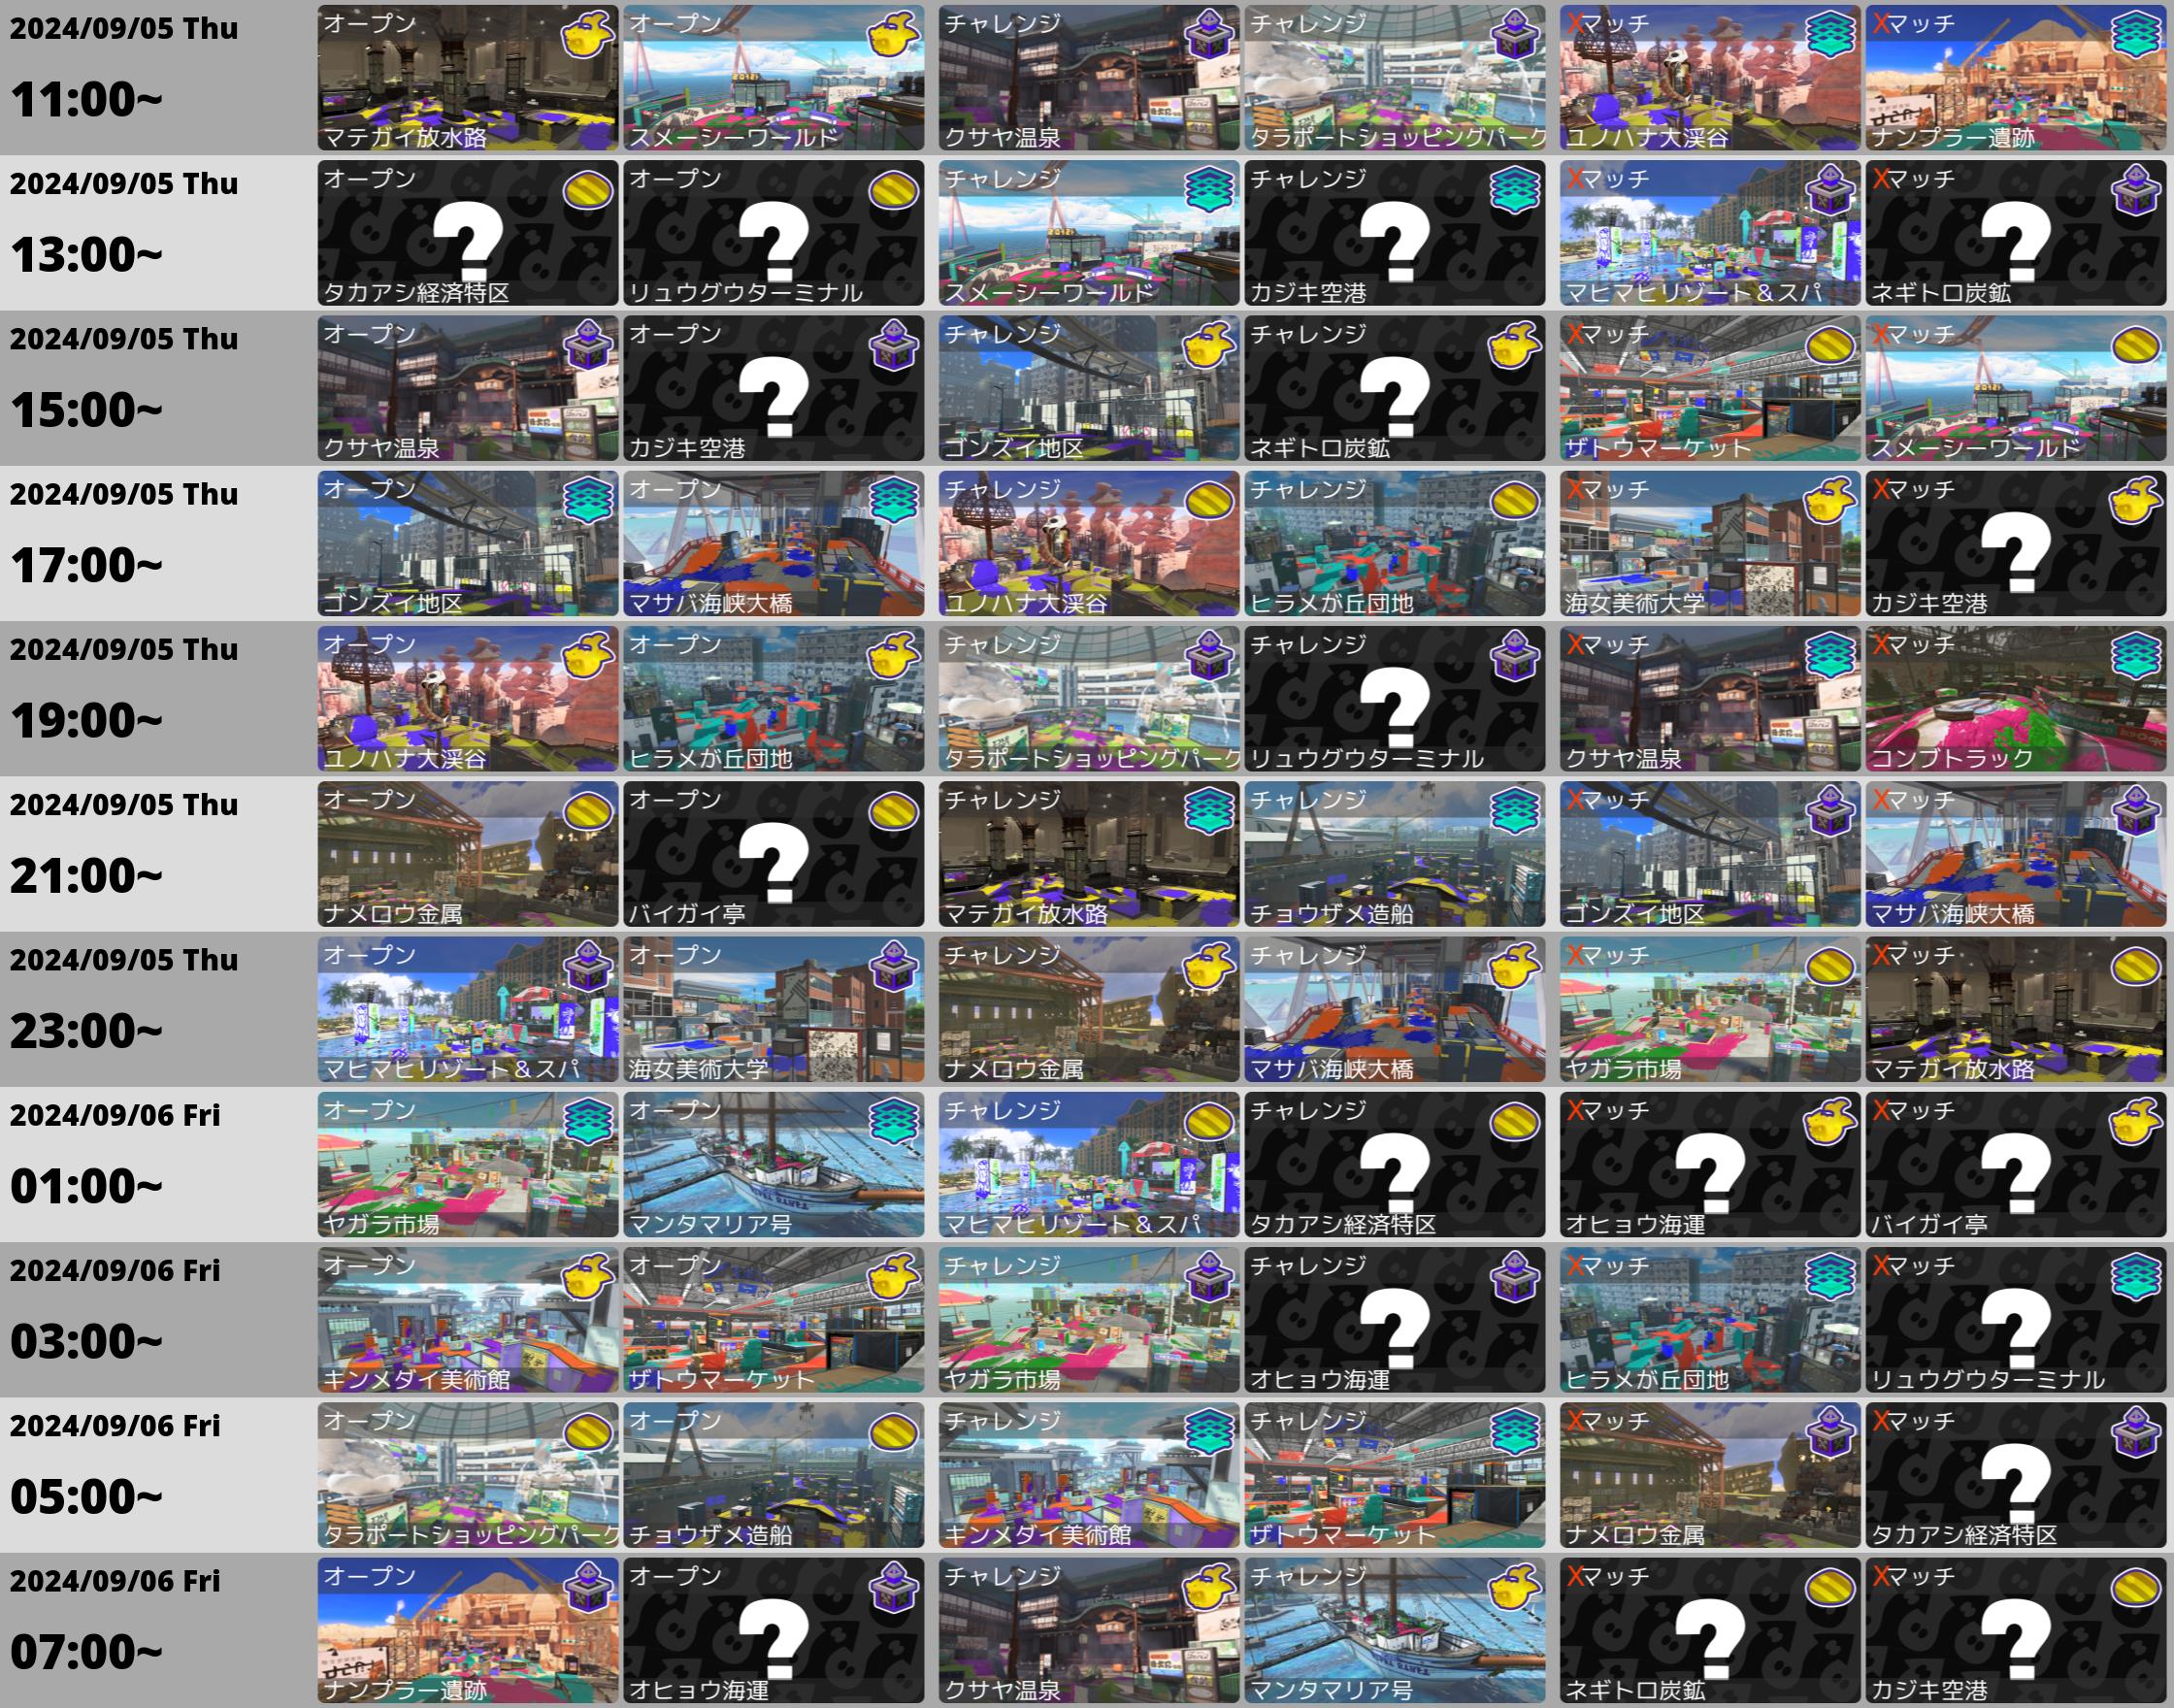 2024/09/05 Thu
11:00~
オープン
マテガイ放水路
オープン
スメーシーワールド
チャレンジ
クサヤ温泉
チャレンジ
タラポートショッピングパーク
Xマッチ
ユノハナ大渓谷
Xマッチ
ナンプラー遺跡
2024/09/05 Thu
13:00~
オープン
タカアシ経済特区
オープン
リュウグウターミナル
チャレンジ
スメーシーワールド
チャレンジ
カジキ空港
Xマッチ
マヒマヒリゾート＆スパ
Xマッチ
ネギトロ炭鉱
2024/09/05 Thu
15:00~
オープン
クサヤ温泉
オープン
カジキ空港
チャレンジ
ゴンズイ地区
チャレンジ
ネギトロ炭鉱
Xマッチ
ザトウマーケット
Xマッチ
スメーシーワールド
2024/09/05 Thu
17:00~
オープン
ゴンズイ地区
オープン
マサバ海峡大橋
チャレンジ
ユノハナ大渓谷
チャレンジ
ヒラメが丘団地
Xマッチ
海女美術大学
Xマッチ
カジキ空港
2024/09/05 Thu
19:00~
オープン
ユノハナ大渓谷
オープン
ヒラメが丘団地
チャレンジ
タラポートショッピングパーク
チャレンジ
リュウグウターミナル
Xマッチ
クサヤ温泉
Xマッチ
コンブトラック
2024/09/05 Thu
21:00~
オープン
ナメロウ金属
オープン
バイガイ亭
チャレンジ
マテガイ放水路
チャレンジ
チョウザメ造船
Xマッチ
ゴンズイ地区
Xマッチ
マサバ海峡大橋
2024/09/05 Thu
23:00~
オープン
マヒマヒリゾート＆スパ
オープン
海女美術大学
チャレンジ
ナメロウ金属
チャレンジ
マサバ海峡大橋
Xマッチ
ヤガラ市場
Xマッチ
マテガイ放水路
2024/09/06 Fri
01:00~
オープン
ヤガラ市場
オープン
マンタマリア号
チャレンジ
マヒマヒリゾート＆スパ
チャレンジ
タカアシ経済特区
Xマッチ
オヒョウ海運
Xマッチ
バイガイ亭
2024/09/06 Fri
03:00~
オープン
キンメダイ美術館
オープン
ザトウマーケット
チャレンジ
ヤガラ市場
チャレンジ
オヒョウ海運
Xマッチ
ヒラメが丘団地
Xマッチ
リュウグウターミナル
2024/09/06 Fri
05:00~
オープン
タラポートショッピングパーク
オープン
チョウザメ造船
チャレンジ
キンメダイ美術館
チャレンジ
ザトウマーケット
Xマッチ
ナメロウ金属
Xマッチ
タカアシ経済特区
2024/09/06 Fri
07:00~
オープン
ナンプラー遺跡
オープン
オヒョウ海運
チャレンジ
クサヤ温泉
チャレンジ
マンタマリア号
Xマッチ
ネギトロ炭鉱
Xマッチ
カジキ空港